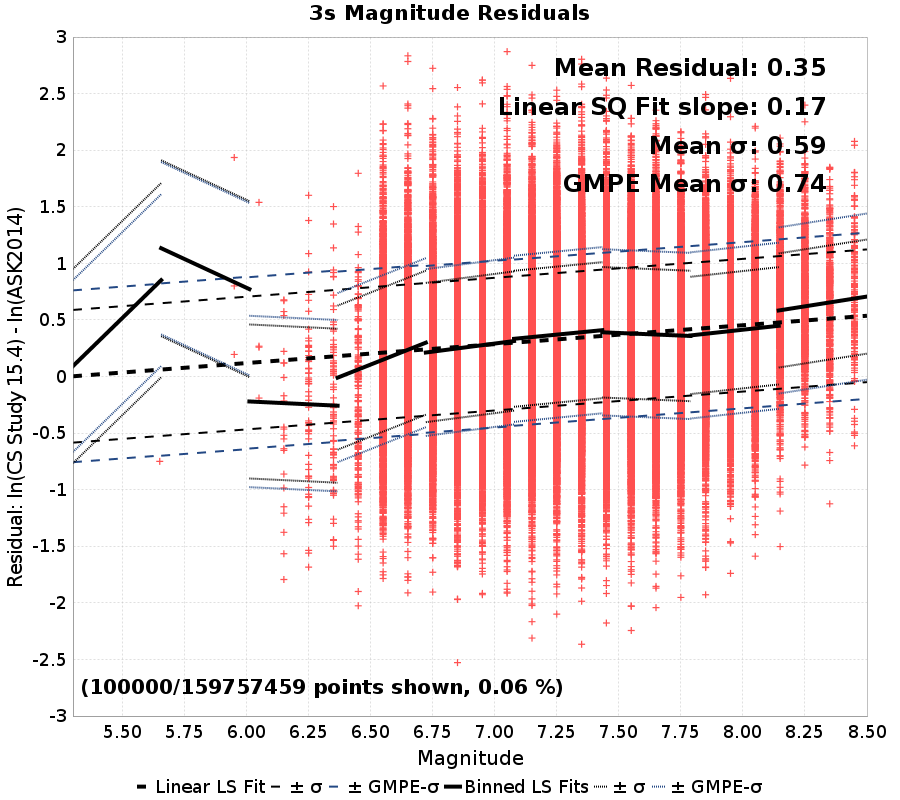 3s Magnitude Residuals
Mean Residual: 0.35
Linear SQ Fit slope: 0.17
Mean σ: 0.59
GMPE Mean σ: 0.74
Residual: ln(CS Study 15.4) - ln(ASK2014)
3
2.5
2
1.5
1
0.5
0
-0.5
-1
-1.5
-2
-2.5
-3
(100000/159757459 points shown, 0.06 %)
5.50 5.75 6.00 6.25 6.50 6.75 7.00 7.25 7.50 7.75 8.00 8.25 8.50
Magnitude
Linear LS Fit ± σ ± GMPE-σ Binned LS Fits ± σ ± GMPE-σ